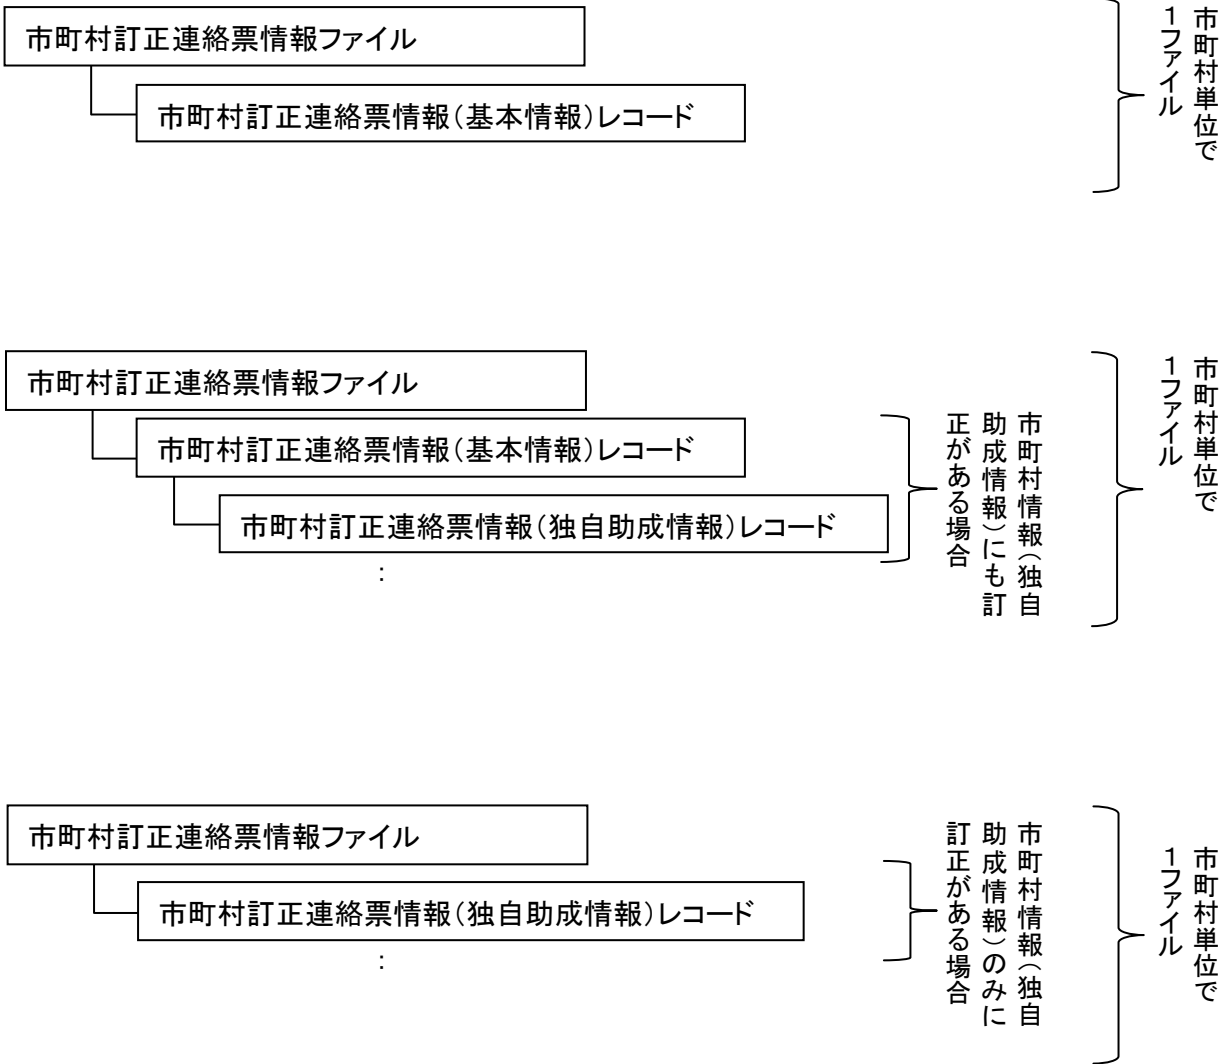 市町村訂正連絡票情報ファイル
市町村訂正連絡票情報（基本情報）レコード
市町村単位で
１ファイル
市町村訂正連絡票情報ファイル
市町村訂正連絡票情報（基本情報）レコード
市町村訂正連絡票情報（独自助成情報）レコード
：
市町村情報（独自
助成情報）にも訂
正がある場合
市町村単位で
１ファイル
市町村訂正連絡票情報ファイル
市町村訂正連絡票情報（独自助成情報）レコード
：
市町村情報（独自
助成情報）のみに
訂正がある場合
市町村単位で
１ファイル